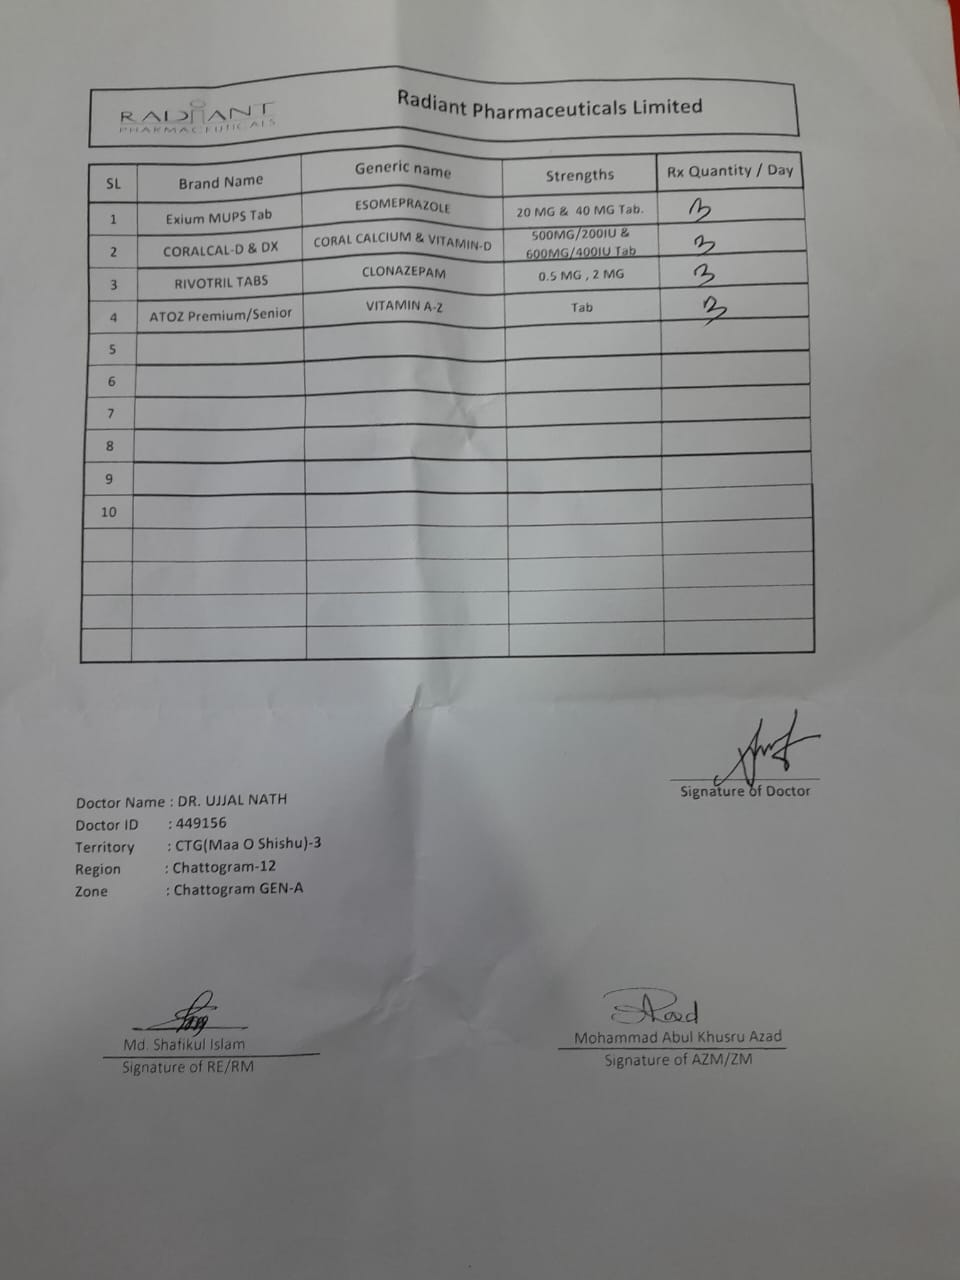 RADIANT
PHARMACEUTICALS
Radiant Pharmaceuticals Limited
SL Brand Name Generic name Strengths Rx Quantity / Day
1 Exium MUPS Tab ESOMEPRAZOLE 20 MG & 40 MG Tab. 3
2 CORALCAL-D & DX CORAL CALCIUM & VITAMIN-D 500MG/200IU & 600MG/400IU Tab 3
3 RIVOTRIL TABS CLONAZEPAM 0.5 MG , 2 MG 3
4 ATOZ Premium/Senior VITAMIN A-Z Tab 3
5
6
7
8
9
10
Signature of Doctor
Doctor Name : DR. UJJAL NATH
Doctor ID : 449156
Territory : CTG(Maa O Shishu)-3
Region : Chattogram-12
Zone : Chattogram GEN-A
Azad
Md. Shafikul Islam
Signature of RE/RM
Mohammad Abul Khusru Azad
Signature of AZM/ZM